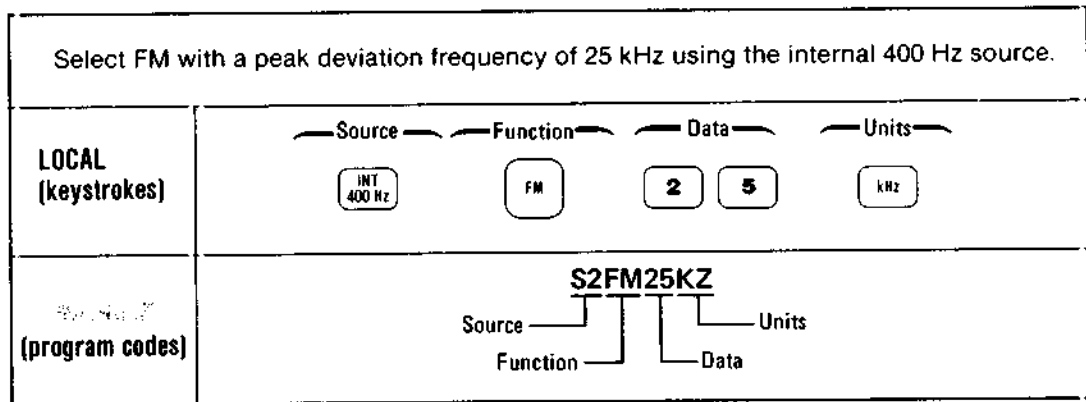 Select FM with a peak deviation frequency of 25 kHz using the internal 400 Hz source.
LOCAL
(keystrokes)
Source Function Data Units
INT
400 Hz
FM
2 5
kHz
(program codes)
S2FM25KZ
Source Units
Function Data